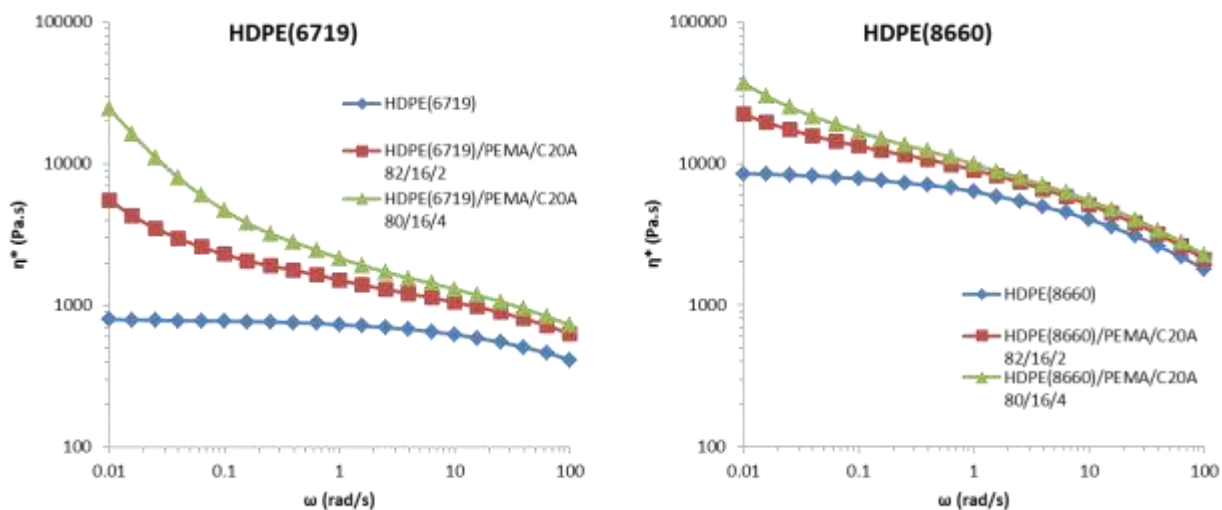 HDPE(6719)
100000
10000
1000
100
η* (Pa.s)
HDPE(6719)
HDPE(6719)/PEMA/C20A
82/16/2
HDPE(6719)/PEMA/C20A
80/16/4
0.01 0.1 1 10 100
ω (rad/s)
HDPE(8660)
100000
10000
1000
100
η* (Pa.s)
HDPE(8660)
HDPE(8660)/PEMA/C20A
82/16/2
HDPE(8660)/PEMA/C20A
80/16/4
0.01 0.1 1 10 100
ω (rad/s)